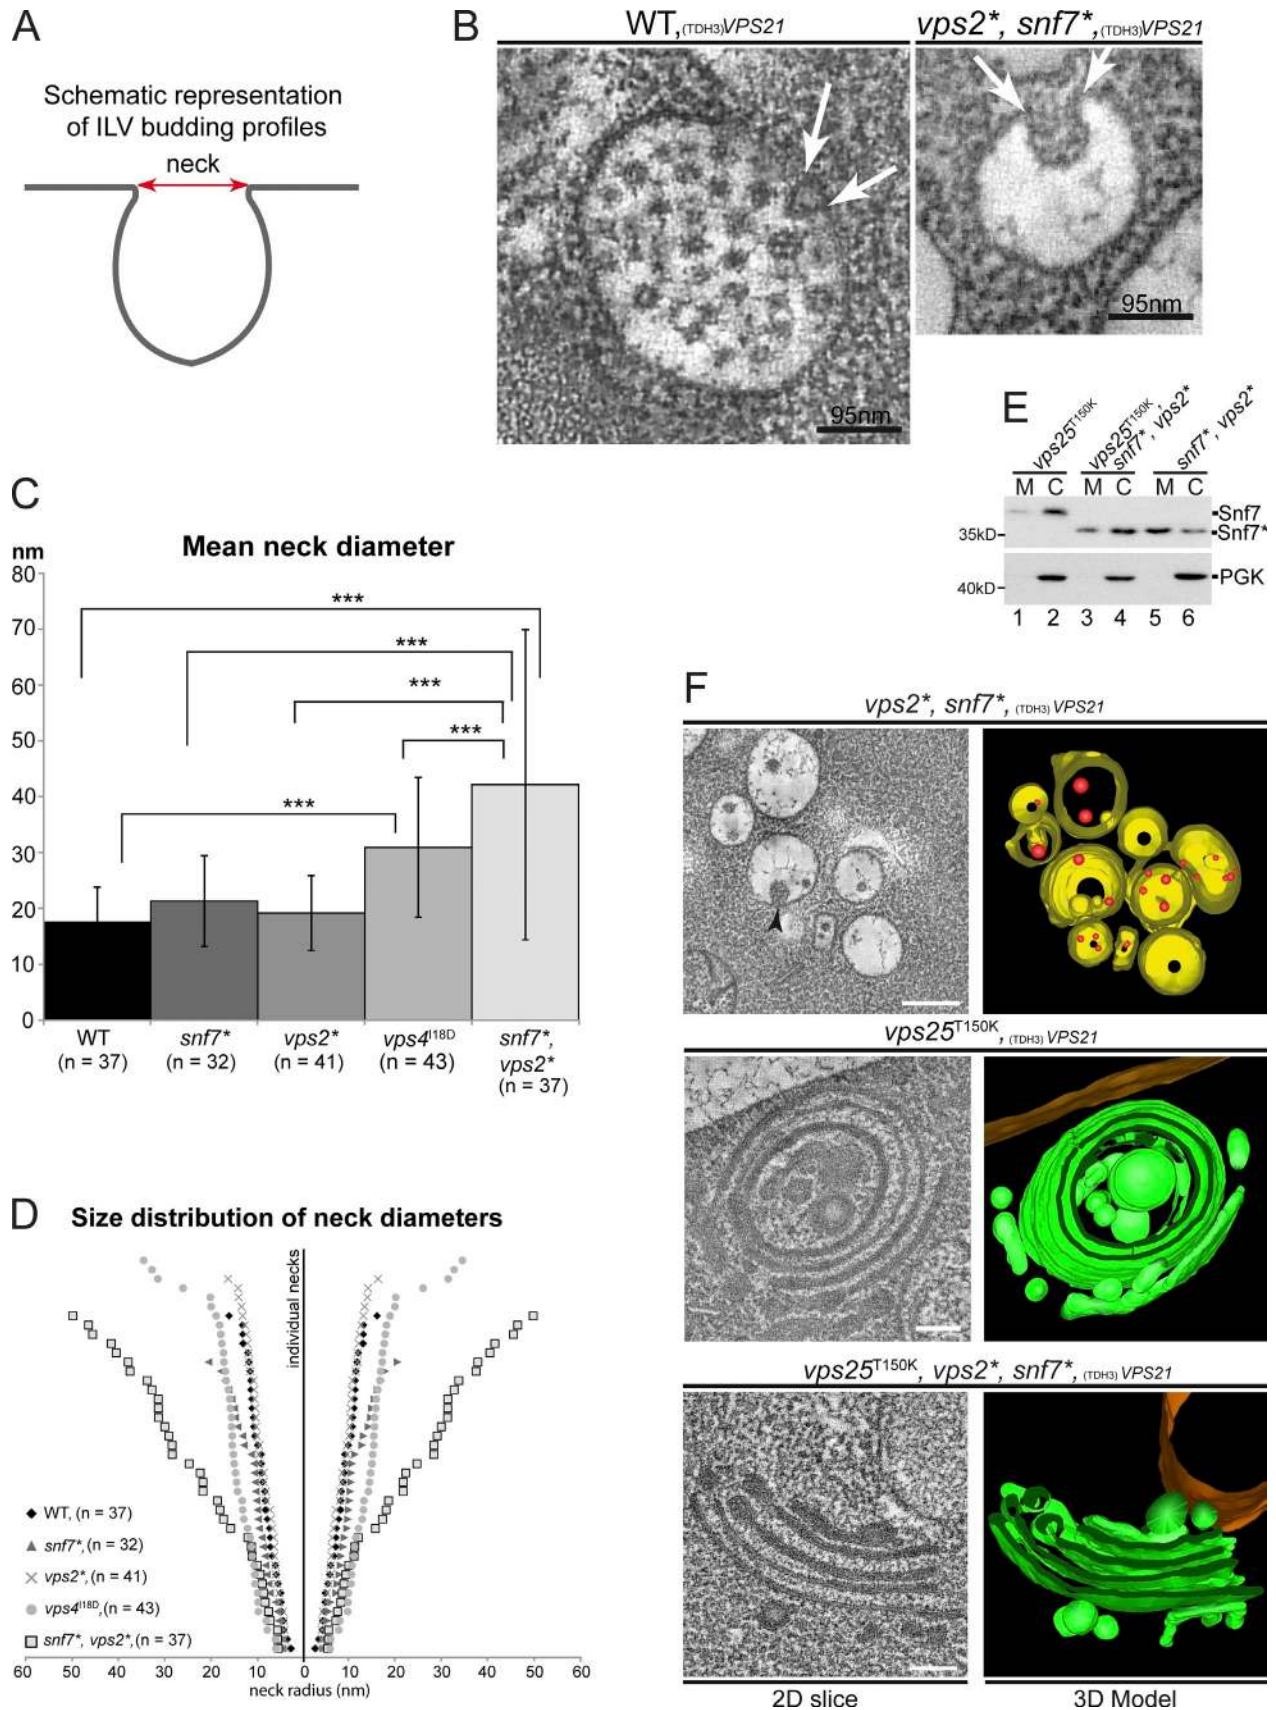 A
Schematic representation
of ILV budding profiles
neck
B
WT,(TDH3)VPS21
vps2*, snf7*,(TDH3)VPS21
95nm
95nm
C
Mean neck diameter
nm
80
70
60
50
40
30
20
10
0
***
***
***
***
***
WT
(n = 37)
snf7*
(n = 32)
vps2*
(n = 41)
vps4I18D
(n = 43)
snf7*,
vps2*
(n = 37)
D
Size distribution of neck diameters
individual necks
WT, (n = 37)
snf7*, (n = 32)
vps2*, (n = 41)
vps4I18D, (n = 43)
snf7*, vps2*, (n = 37)
60 50 40 30 20 10 0 10 20 30 40 50 60
neck radius (nm)
E
vps25T150K
vps25T150K,
snf7*, vps2*
snf7*, vps2*
M C M C M C
Snf7
35kD
Snf7*
40kD
PGK
1 2 3 4 5 6
F
vps2*, snf7*, (TDH3) VPS21
vps25T150K, (TDH3) VPS21
vps25T150K, vps2*, snf7*, (TDH3) VPS21
2D slice
3D Model